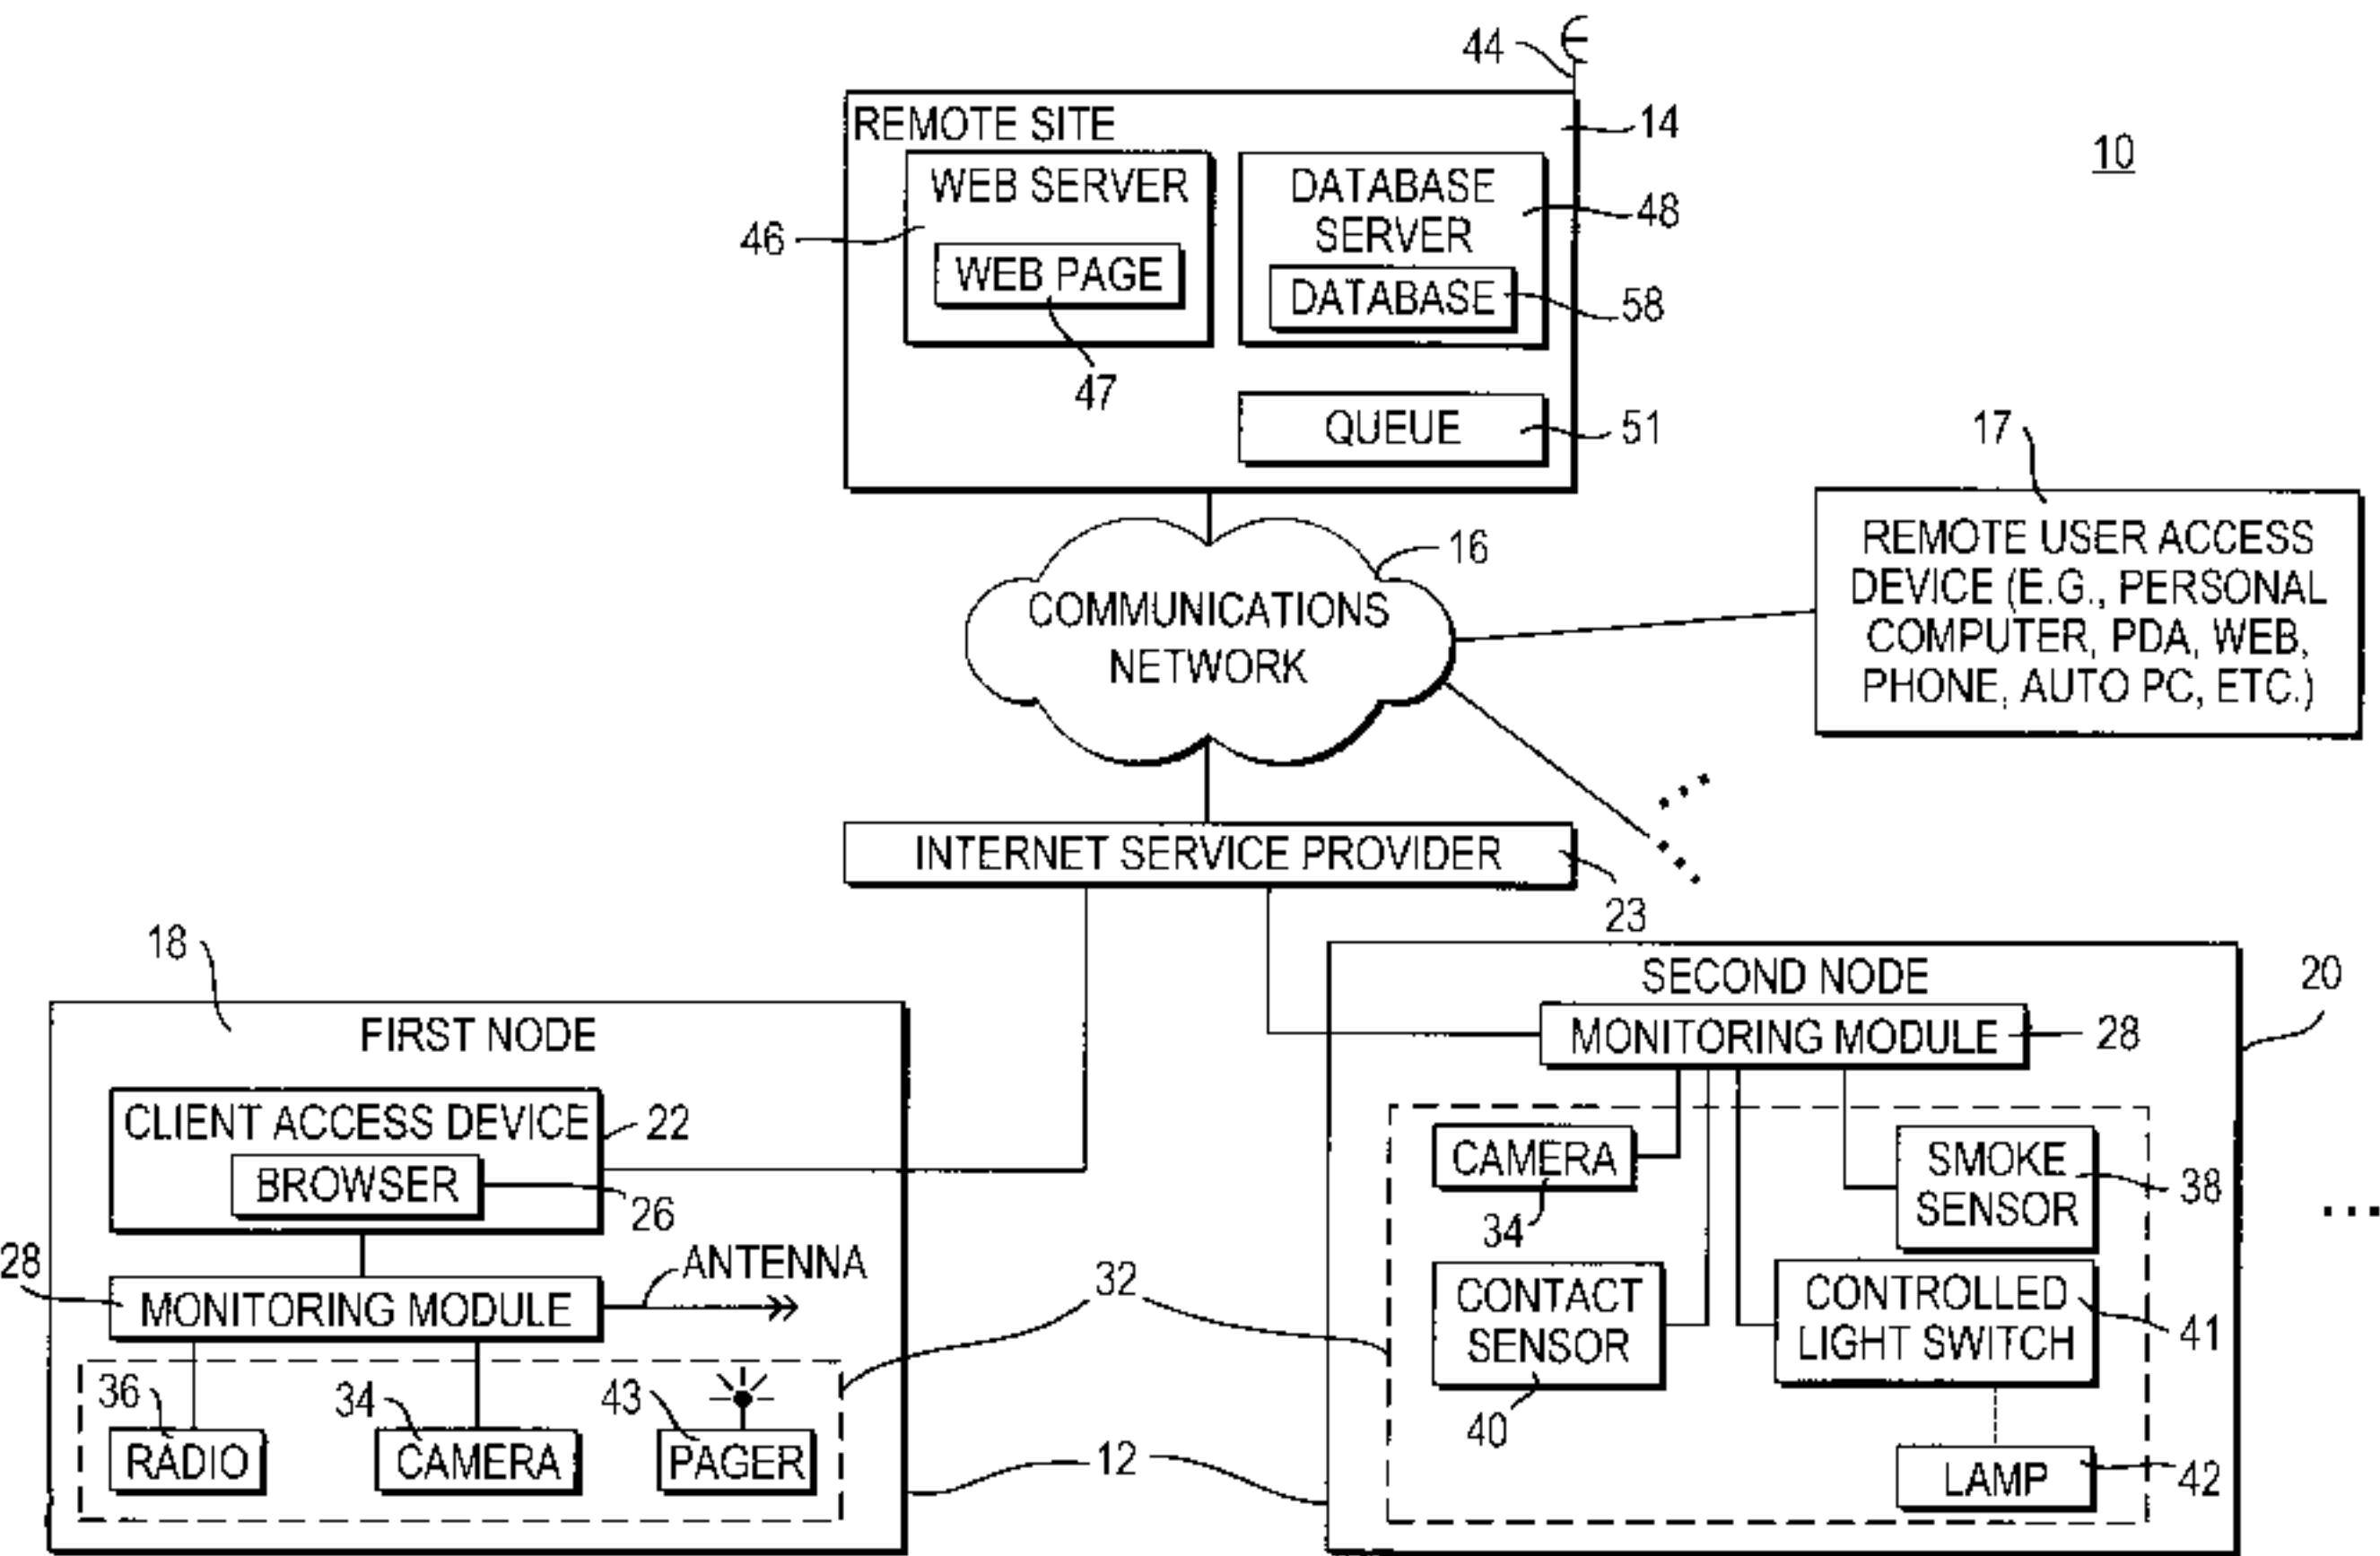 44
REMOTE SITE
14
10
WEB SERVER
46
WEB PAGE
47
DATABASE
SERVER
48
DATABASE
58
QUEUE
51
17
REMOTE USER ACCESS
DEVICE (E.G., PERSONAL
COMPUTER, PDA, WEB,
PHONE, AUTO PC, ETC.)
16
COMMUNICATIONS
NETWORK
INTERNET SERVICE PROVIDER
23
18
FIRST NODE
CLIENT ACCESS DEVICE
22
BROWSER
26
28
MONITORING MODULE
ANTENNA
32
36
RADIO
34
CAMERA
43
PAGER
12
SECOND NODE
20
MONITORING MODULE
28
CAMERA
34
SMOKE
SENSOR
38
CONTACT
SENSOR
40
CONTROLLED
LIGHT SWITCH
41
LAMP
42